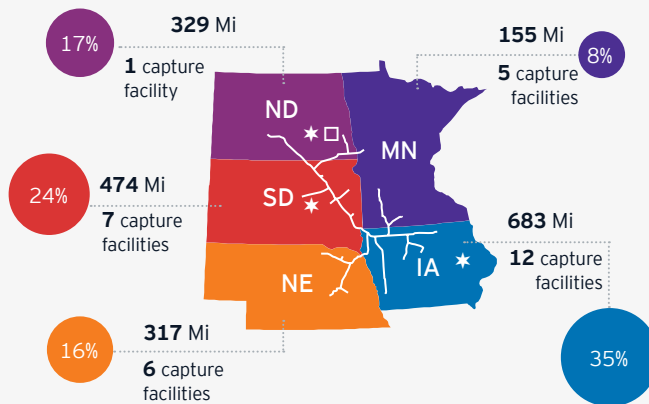 17%
329 Mi
1 capture
facility
155 Mi
5 capture
facilities
8%
ND
MN
24%
474 Mi
7 capture
facilities
SD
683 Mi
12 capture
facilities
NE
IA
16%
317 Mi
6 capture
facilities
35%